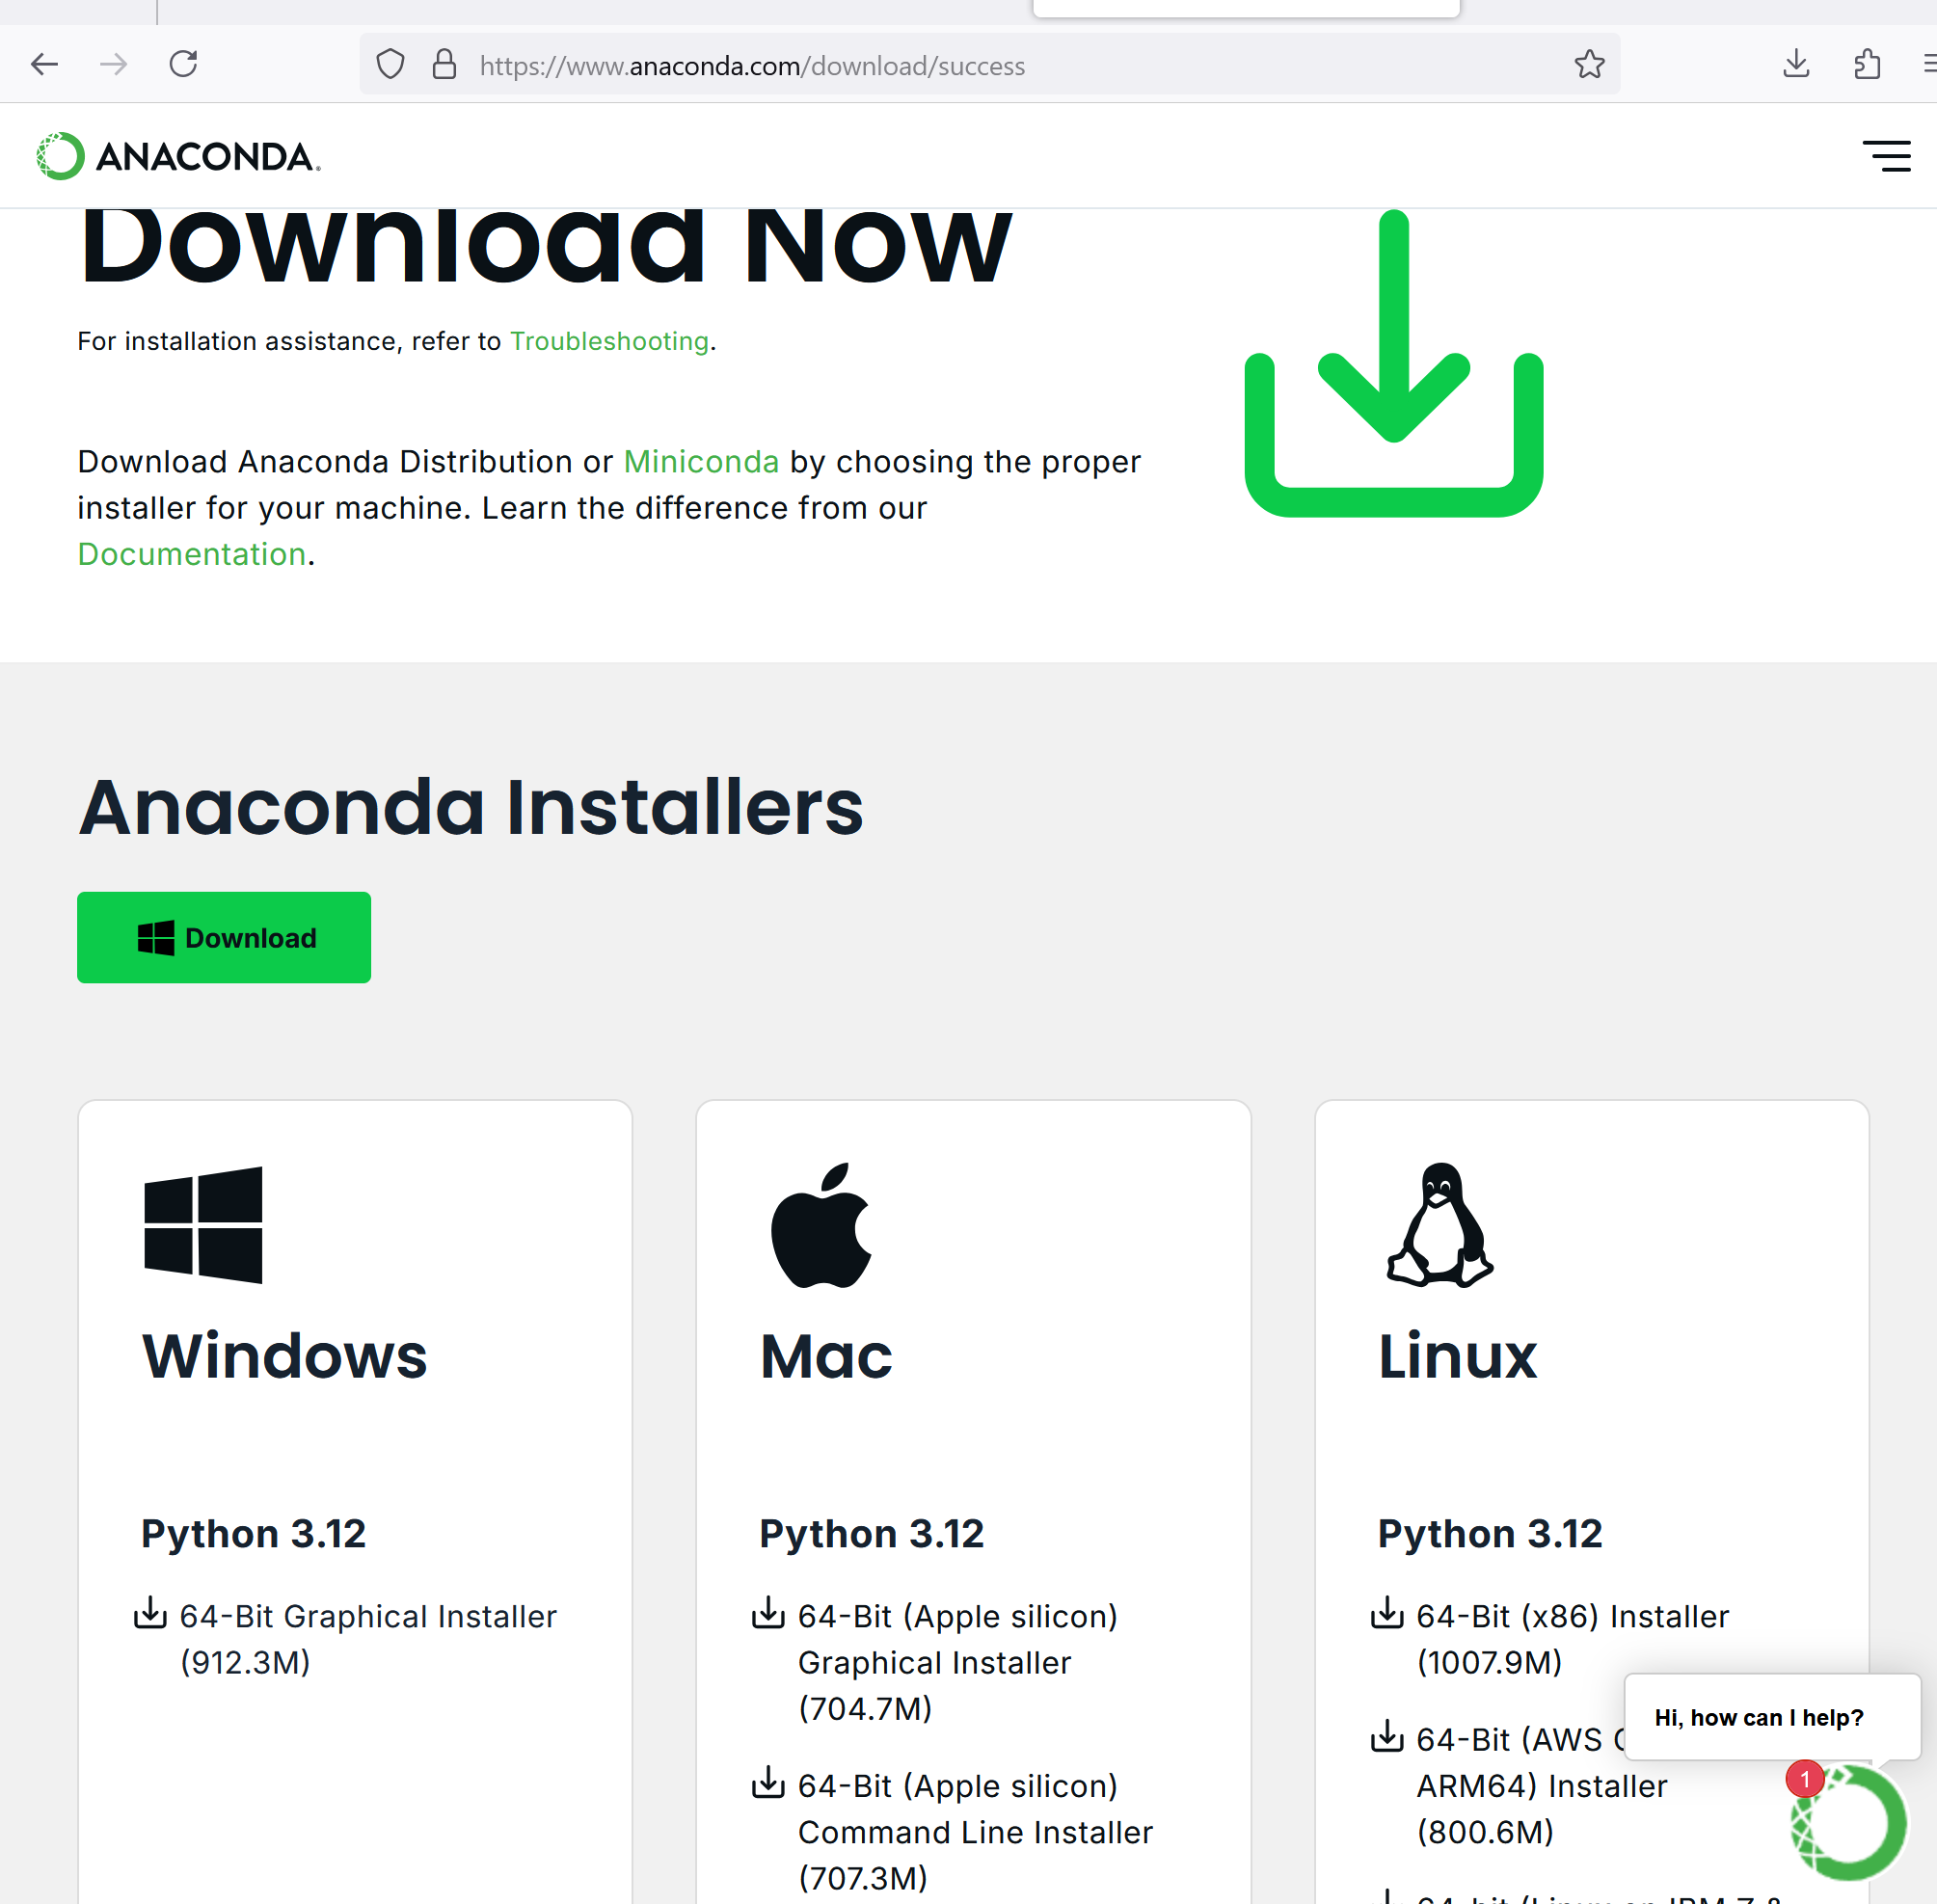 https://www.anaconda.com/download/success
ANACONDA.
Download Now
For installation assistance, refer to Troubleshooting.
Download Anaconda Distribution or Miniconda by choosing the proper
installer for your machine. Learn the difference from our
Documentation.
Anaconda Installers
Download
Windows
Python 3.12
64-Bit Graphical Installer
(912.3M)
Mac
Python 3.12
64-Bit (Apple silicon)
Graphical Installer
(704.7M)
64-Bit (Apple silicon)
Command Line Installer
(707.3M)
Linux
Python 3.12
64-Bit (x86) Installer
(1007.9M)
64-Bit (AWS
ARM64) Installer
(800.6M)
Hi, how can I help?
1